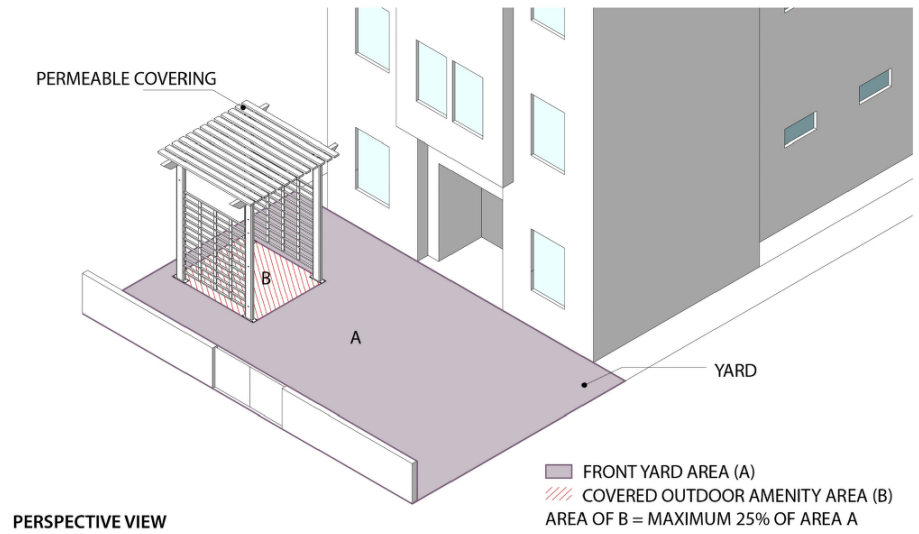 PERMEABLE COVERING
B
A
YARD
FRONT YARD AREA (A)
COVERED OUTDOOR AMENITY AREA (B)
AREA OF B = MAXIMUM 25% OF AREA A
PERSPECTIVE VIEW